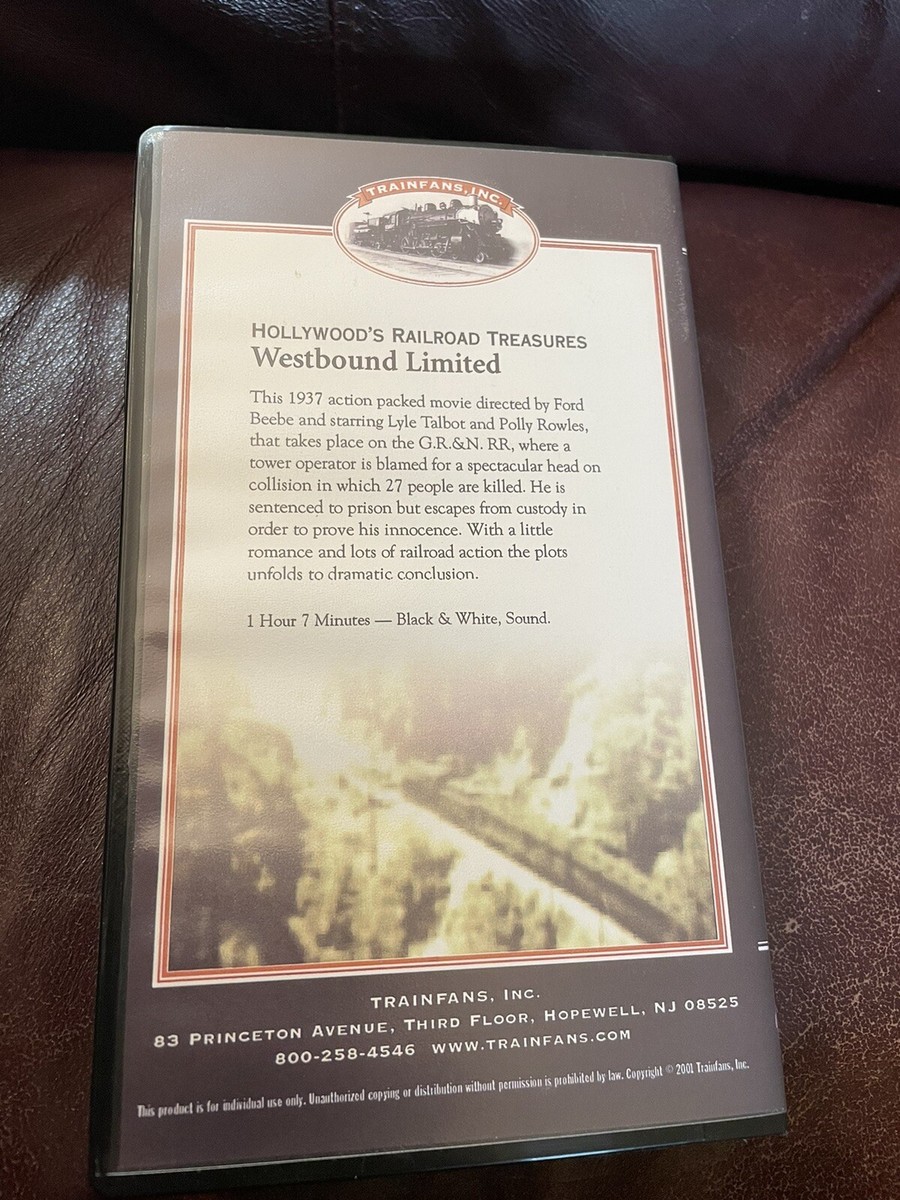 TRAINFANS, INC.
HOLLYWOOD'S RAILROAD TREASURES
Westbound Limited
This 1937 action packed movie directed by Ford
Beebe and starring Lyle Talbot and Polly Rowles,
that takes place on the G.R.&N. RR, where a
tower operator is blamed for a spectacular head on
collision in which 27 people are killed. He is
sentenced to prison but escapes from custody in
order to prove his innocence. With a little
romance and lots of railroad action the plots
unfolds to dramatic conclusion.
1 Hour 7 Minutes — Black & White, Sound.
TRAINFANS, INC.
83 PRINCETON AVENUE, THIRD FLOOR, HOPEWELL, NJ 08525
800-258-4546 WWW.TRAINFANS.COM
This product is for individual use only. Unauthorized copying or distribution without permission is prohibited by law. Copyright © 2001 Trainfans, Inc.